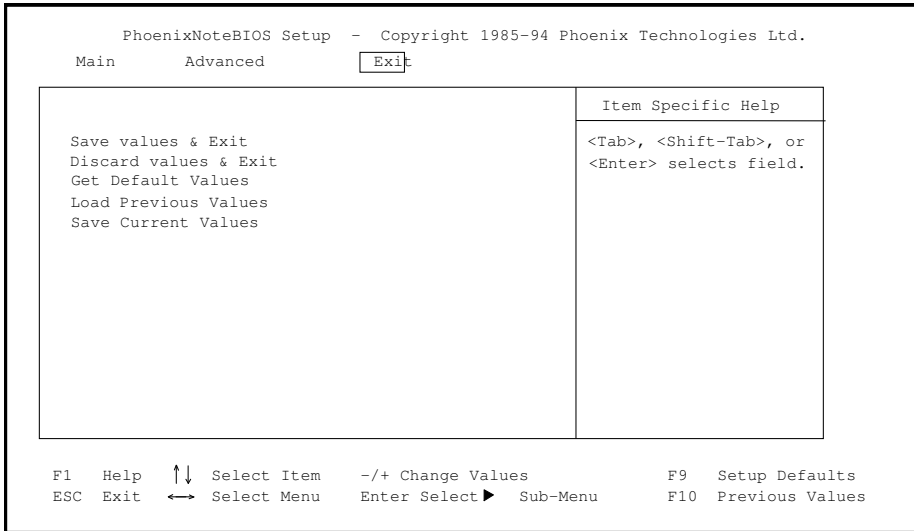 PhoenixNoteBIOS Setup – Copyright 1985–94 Phoenix Technologies Ltd.
Main Advanced Exit
Item Specific Help
<Tab>, <Shift–Tab>, or
<Enter> selects field.
Save values & Exit
Discard values & Exit
Get Default Values
Load Previous Values
Save Current Values
F1 Help ↑↓ Select Item –/+ Change Values F9 Setup Defaults
ESC Exit ↔ Select Menu Enter Select ▶ Sub–Menu F10 Previous Values